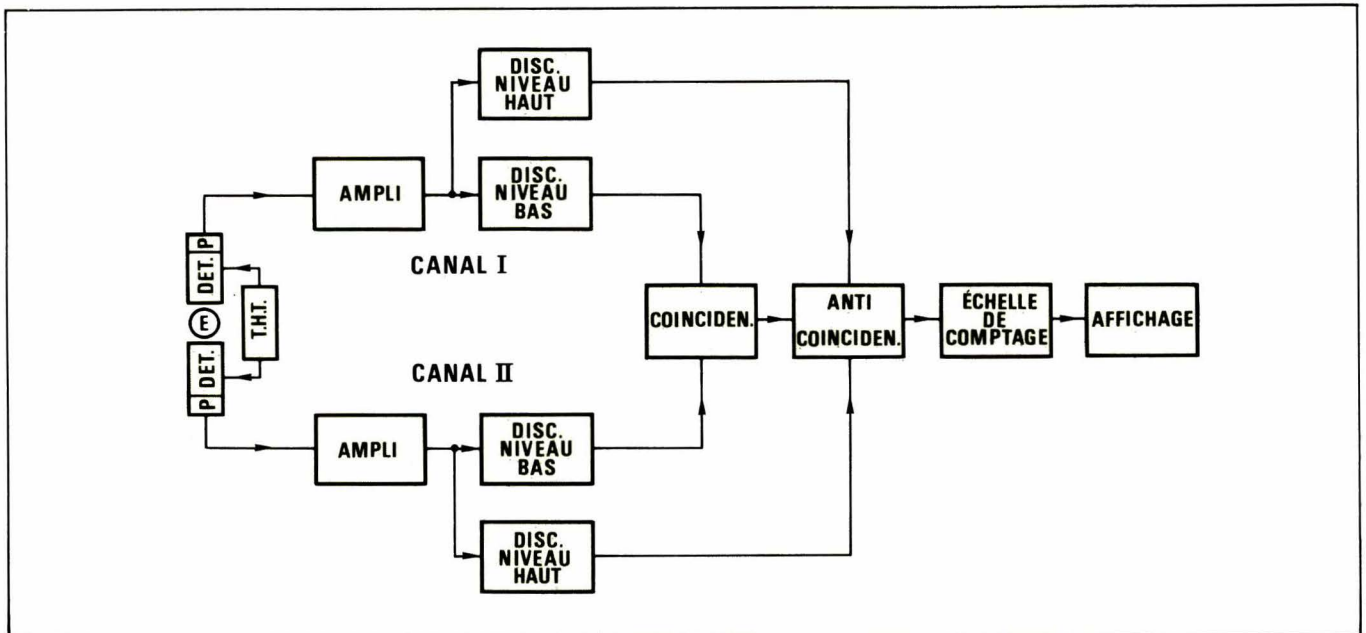 DISC.
NIVEAU
HAUT
AMPLI
DISC.
NIVEAU
BAS
CANAL I
P
DET.
E
DET.
P
T.H.T.
COINCIDEN.
ANTI
COINCIDEN.
ÉCHELLE
DE
COMPTAGE
AFFICHAGE
CANAL II
AMPLI
DISC.
NIVEAU
BAS
DISC.
NIVEAU
HAUT